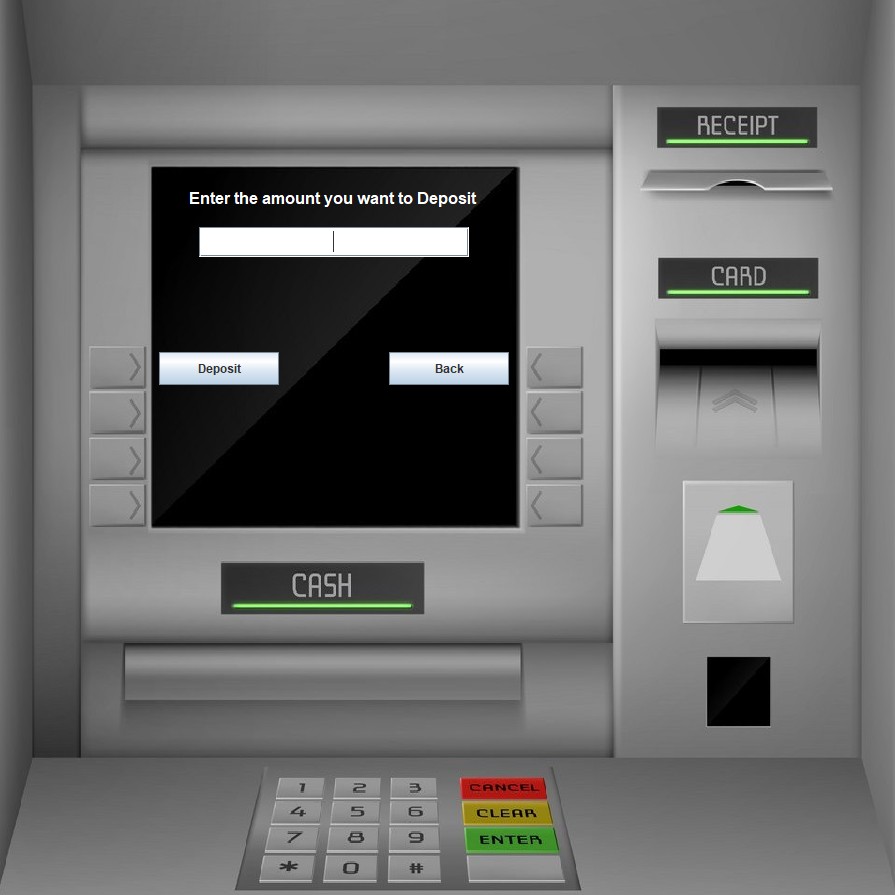 RECEIPT
Enter the amount you want to Deposit
CARD
Deposit
Back
CASH
1 2 3 CANCEL
4 5 6 CLEAR
7 8 9 ENTER
* 0 #